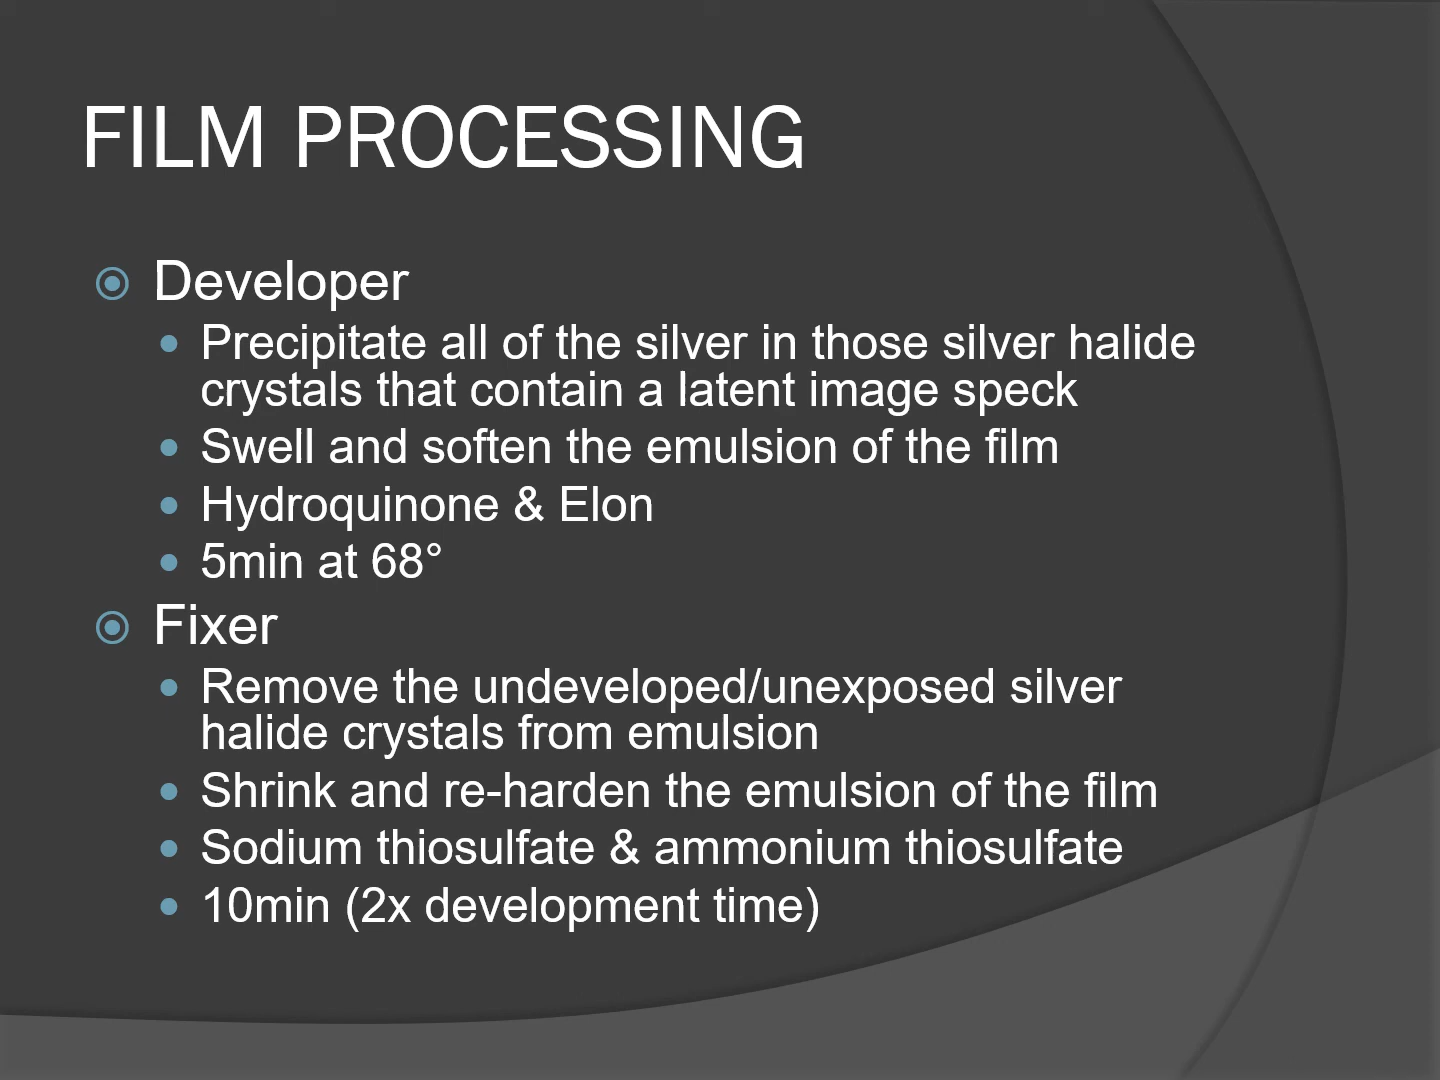 FILM PROCESSING
Developer
Precipitate all of the silver in those silver halide
crystals that contain a latent image speck
Swell and soften the emulsion of the film
Hydroquinone & Elon
5min at 68°
Fixer
Remove the undeveloped/unexposed silver
halide crystals from emulsion
Shrink and re-harden the emulsion of the film
Sodium thiosulfate & ammonium thiosulfate
10min (2x development time)